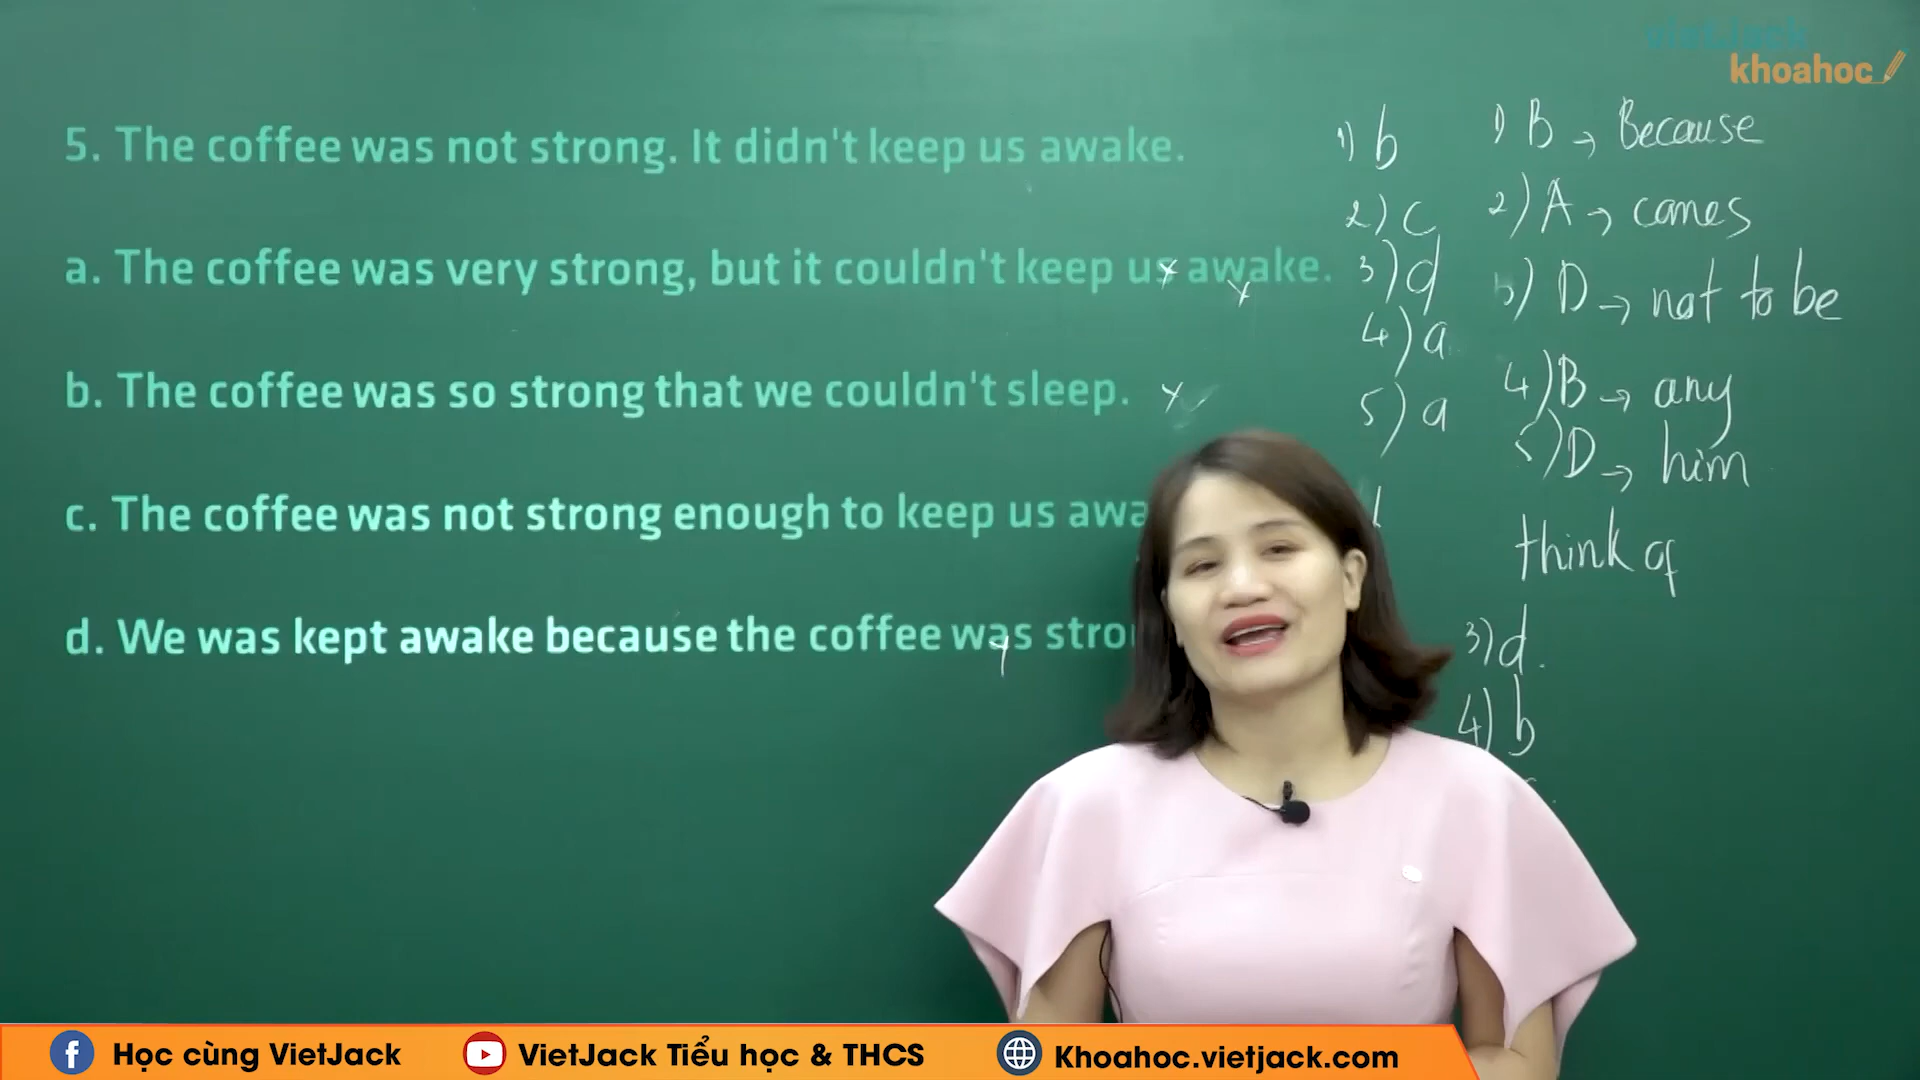 vietjack
khoahoc
5. The coffee was not strong. It didn't keep us awake.
a. The coffee was very strong, but it couldn't keep us awake.
b. The coffee was so strong that we couldn't sleep.
c. The coffee was not strong enough to keep us
d. We was kept awake because the coffee was
1) b
2) c
3) d
4) a
5) a
1) B → Because
2) A → comes
3) D → not to be
4) B → any
5) D → him
think of
3) d.
4) b
Học cùng VietJack
VietJack Tiểu học & THCS
Khoahoc.vietjack.com